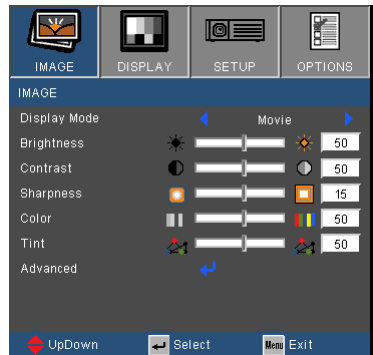 IMAGE DISPLAY SETUP OPTIONS
IMAGE
Display Mode Movie
Brightness 50
Contrast 50
Sharpness 15
Color 50
Tint 50
Advanced
UpDown Select Menu Exit